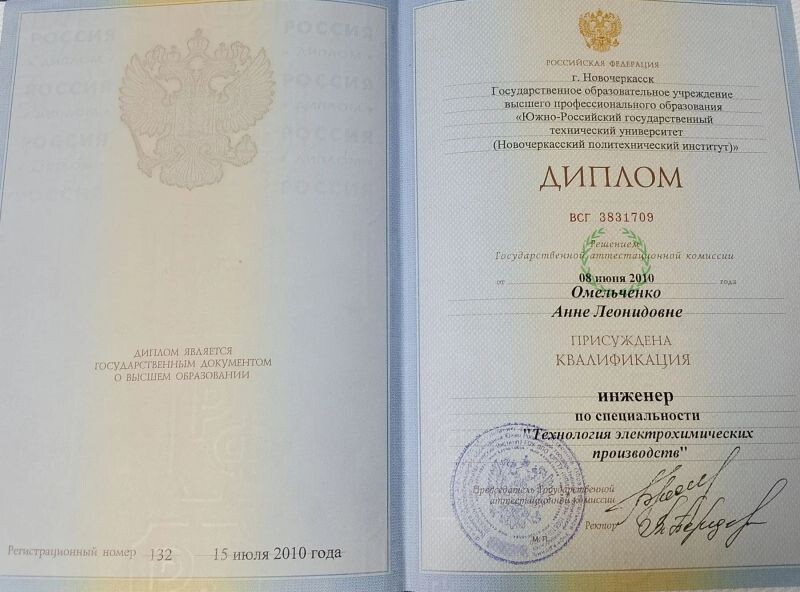 ДИПЛОМ ЯВЛЯЕТСЯ
ГОСУДАРСТВЕННЫМ ДОКУМЕНТОМ
О ВЫСШЕМ ОБРАЗОВАНИИ
Регистрационный номер 132 15 июля 2010 года
РОССИЙСКАЯ ФЕДЕРАЦИЯ
г. Новочеркасск
Государственное образовательное учреждение
высшего профессионального образования
«Южно-Российский государственный
технический университет
(Новочеркасский политехнический институт)»
ДИПЛОМ
ВСГ 3831709
Решением
Государственной аттестационной комиссии
от 08 июня 2010 года
Омельченко
Анне Леонидовне
ПРИСУЖДЕНА
КВАЛИФИКАЦИЯ
инженер
по специальности
"Технология электрохимических
производств"
Председатель Государственной
аттестационной комиссии
Ректор
М. П.